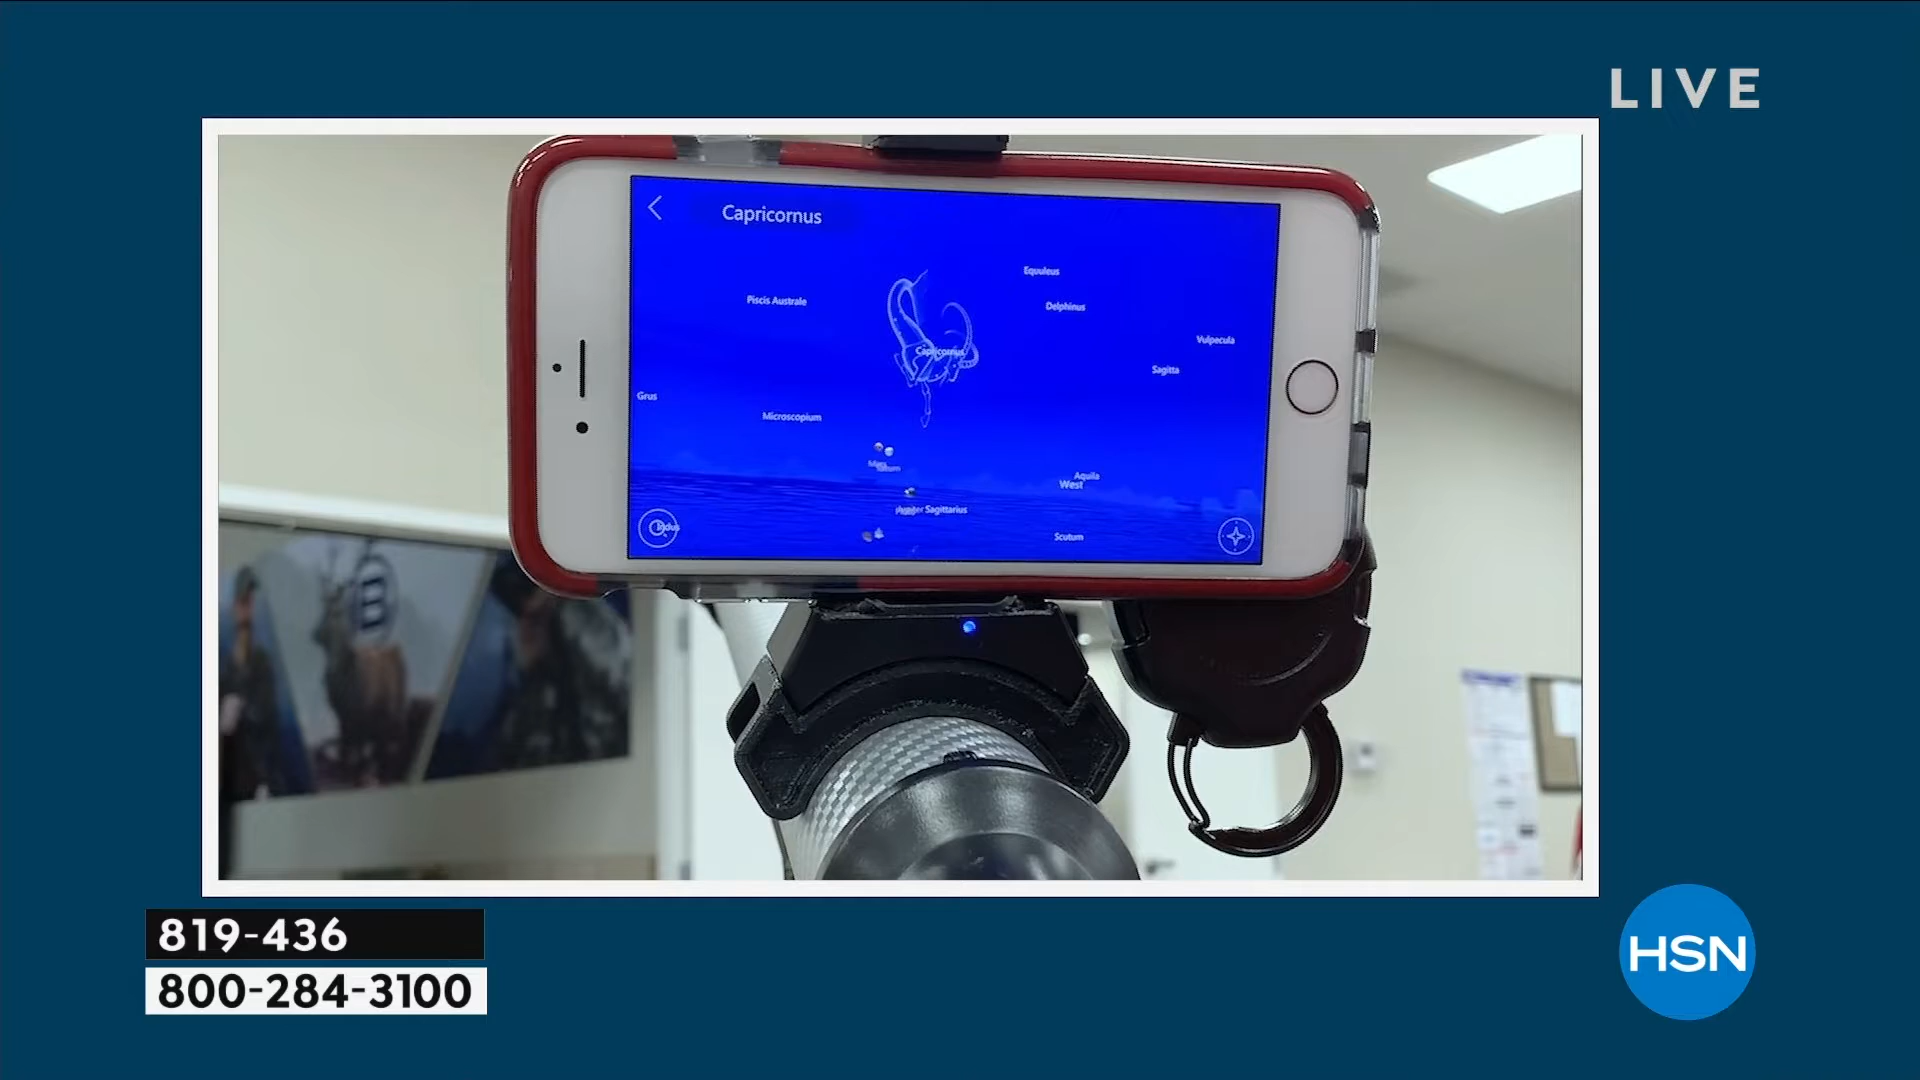 LIVE
Capricornus
Equuleus
Piscis Australe
Delphinus
Vulpecula
Capricornus
Sagitta
Grus
Microscopium
Aquila
West
Sagittarius
Scutum
B
819-436
800-284-3100
HSN